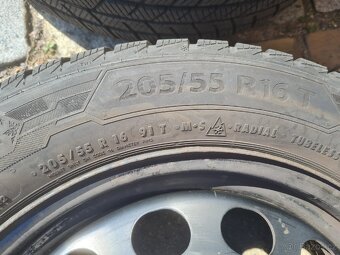 205/55 R16 T
205/55 R 16 91 T M+S RADIAL TUBELESS